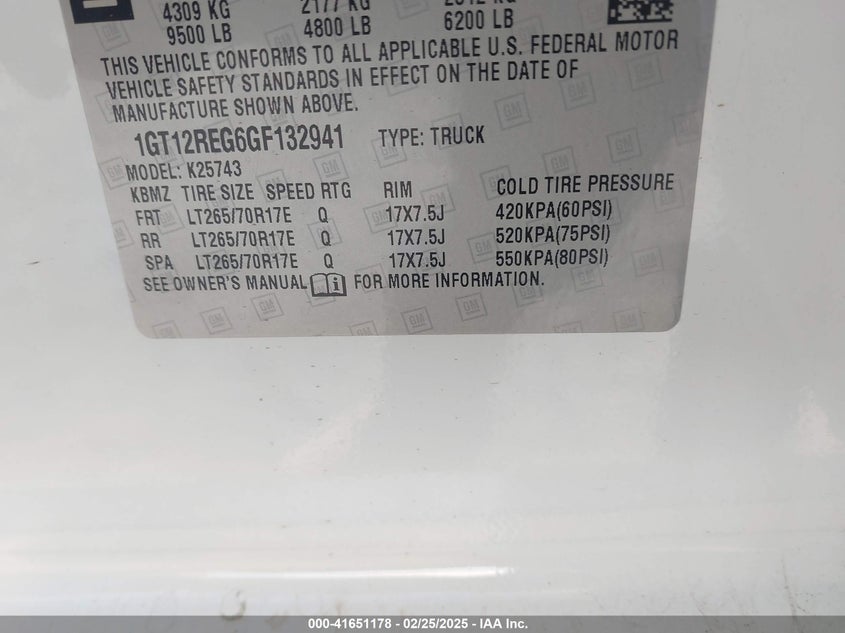 4309 KG 2177 KG 2812 KG
9500 LB 4800 LB 6200 LB
THIS VEHICLE CONFORMS TO ALL APPLICABLE U.S. FEDERAL MOTOR
VEHICLE SAFETY STANDARDS IN EFFECT ON THE DATE OF
MANUFACTURE SHOWN ABOVE.
1GT12REG6GF132941 TYPE: TRUCK
MODEL: K25743
KBMZ TIRE SIZE SPEED RTG RIM COLD TIRE PRESSURE
FRT LT265/70R17E Q 17X7.5J 420KPA(60PSI)
RR LT265/70R17E Q 17X7.5J 520KPA(75PSI)
SPA LT265/70R17E Q 17X7.5J 550KPA(80PSI)
SEE OWNER'S MANUAL FOR MORE INFORMATION.
000-41651178 — 02/25/2025 — IAA Inc.